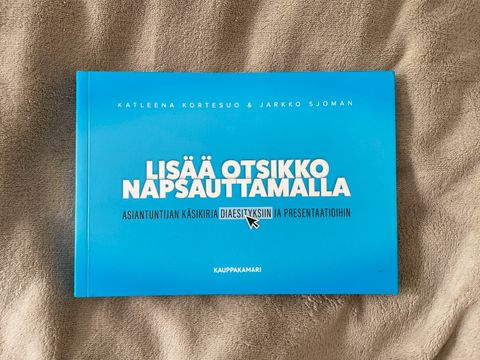 KATLEENA KORTESUO & JARKKO SJÖMAN
LISÄÄ OTSIKKO
NAPSAUTTAMALLA
ASIANTUNTIJAN KÄSIKIRJA DIAESITYKSIIN JA PRESENTAATIOIHIN
KAUPPAKAMARI